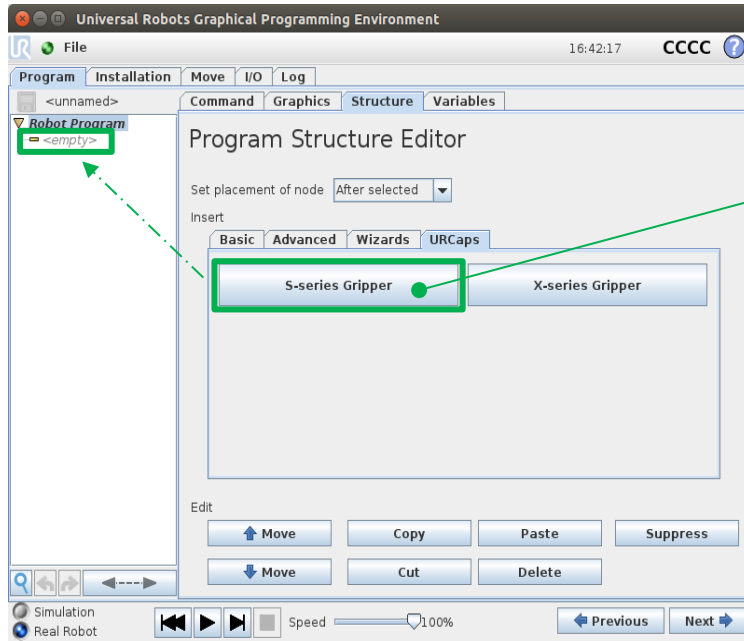 Universal Robots Graphical Programming Environment
UR File 16:42:17 CCCC ?
Program Installation Move I/O Log
<unnamed> Command Graphics Structure Variables
Robot Program
<empty>
Program Structure Editor
Set placement of node After selected
Insert
Basic Advanced Wizards URCaps
S-series Gripper X-series Gripper
Edit
Move Copy Paste Suppress
Move Cut Delete
Simulation
Real Robot
Speed 100% Previous Next